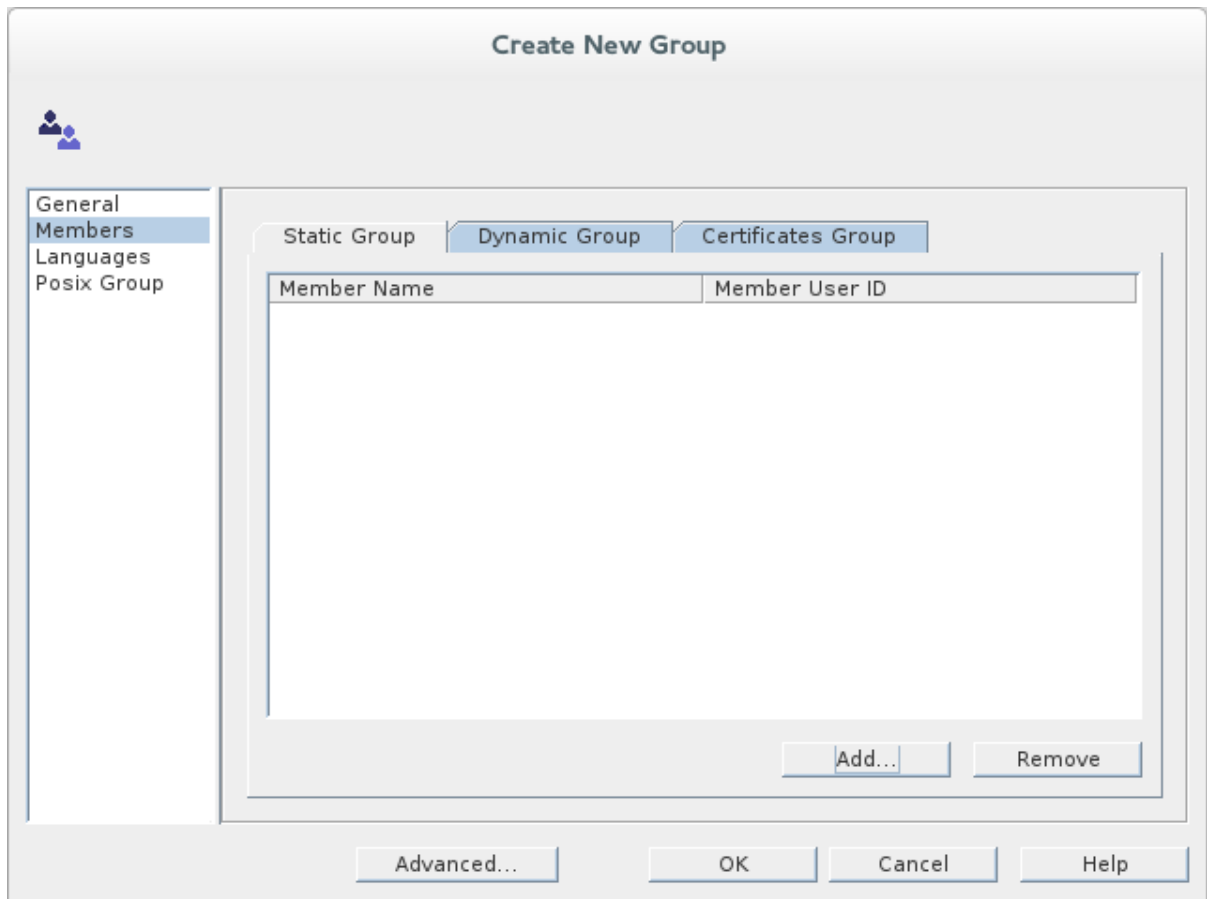 Create New Group
General
Members
Languages
Posix Group
Static Group Dynamic Group Certificates Group
Member Name Member User ID
Add... Remove
Advanced... OK Cancel Help